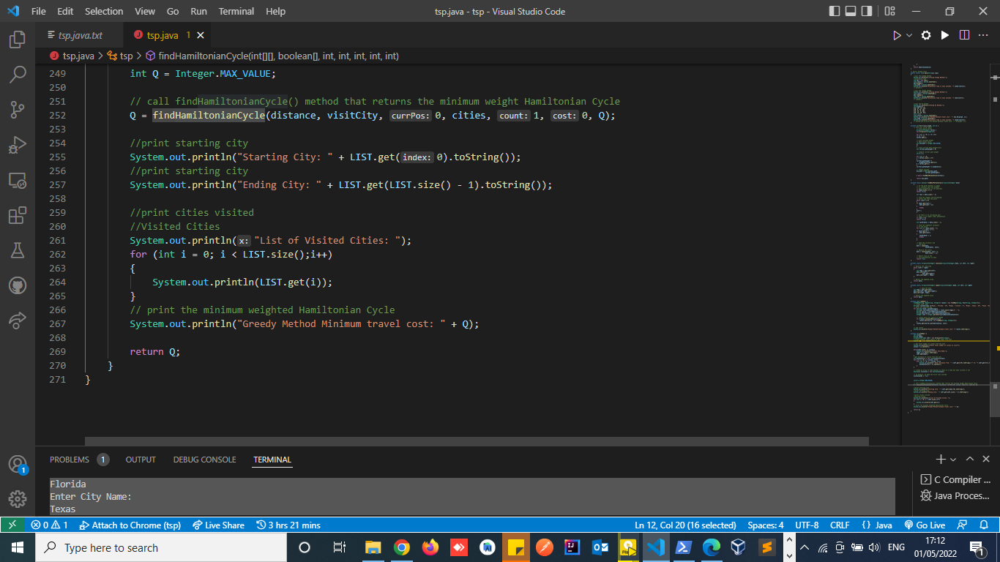 File Edit Selection View Go Run Terminal Help tsp.java - tsp - Visual Studio Code
tsp.java.txt tsp.java 1
tsp.java > tsp > findHamiltonianCycle(int[][], boolean[], int, int, int, int, int)
249 int Q = Integer.MAX_VALUE;
250
251 // call findHamiltonianCycle() method that returns the minimum weight Hamiltonian Cycle
252 Q = findHamiltonianCycle(distance, visitCity, currPos: 0, cities, count: 1, cost: 0, Q);
253
254 //print starting city
255 System.out.println("Starting City: " + LIST.get(index: 0).toString());
256 //print starting city
257 System.out.println("Ending City: " + LIST.get(LIST.size() - 1).toString());
258
259 //print cities visited
260 //Visited Cities
261 System.out.println(x: "List of Visited Cities: ");
262 for (int i = 0; i < LIST.size();i++)
263 {
264 System.out.println(LIST.get(i));
265 }
266 // print the minimum weighted Hamiltonian Cycle
267 System.out.println("Greedy Method Minimum travel cost: " + Q);
268
269 return Q;
270 }
271 }
PROBLEMS 1 OUTPUT DEBUG CONSOLE TERMINAL
Florida
Enter City Name:
Texas
C Compiler ...
Java Proces...
1
0 1 Attach to Chrome (tsp) Live Share 3 hrs 21 mins Ln 12, Col 20 (16 selected) Spaces: 4 UTF-8 CRLF {} Java Go Live
Type here to search
ENG
17:12
01/05/2022
1